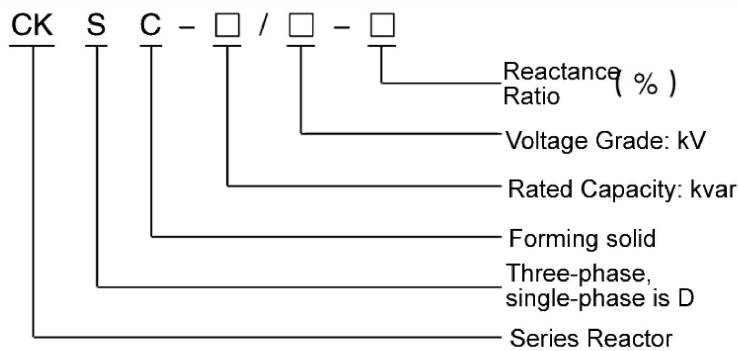 CK S C - □ / □ - □
Reactance
Ratio (%)
Voltage Grade: kV
Rated Capacity: kvar
Forming solid
Three-phase,
single-phase is D
Series Reactor